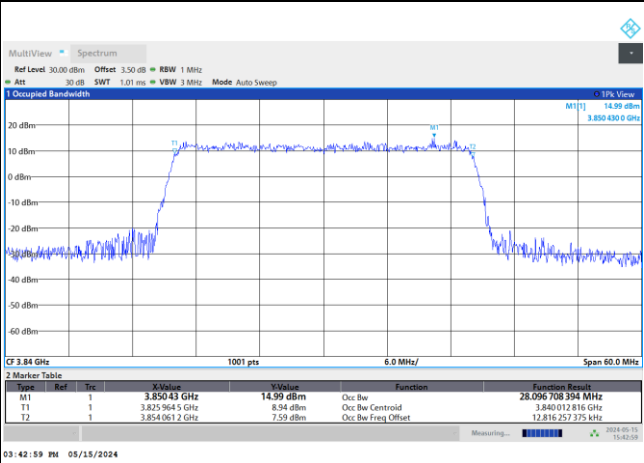 MultiView Spectrum
Ref Level 30.00 dBm Offset 3.50 dB RBW 1 MHz
Att 30 dB SWT 1.01 ms VBW 3 MHz Mode Auto Sweep
1 Occupied Bandwidth 1Pk View
M1[1] 14.99 dBm
3.850 430 0 GHz
20 dBm
M1
T1 T2
10 dBm
0 dBm
-10 dBm
-20 dBm
-30 dBm
-40 dBm
-50 dBm
-60 dBm
CF 3.84 GHz 1001 pts 6.0 MHz/ Span 60.0 MHz
2 Marker Table
Type Ref Trc X-Value Y-Value Function Function Result
M1 1 3.85043 GHz 14.99 dBm Occ Bw 28.096 708 394 MHz
T1 1 3.825 964 5 GHz 8.94 dBm Occ Bw Centroid 3.840 012 816 GHz
T2 1 3.854 061 2 GHz 7.59 dBm Occ Bw Freq Offset 12.816 257 375 kHz
Measuring... 2024-05-15
15:42:59
03:42:59 PM 05/15/2024